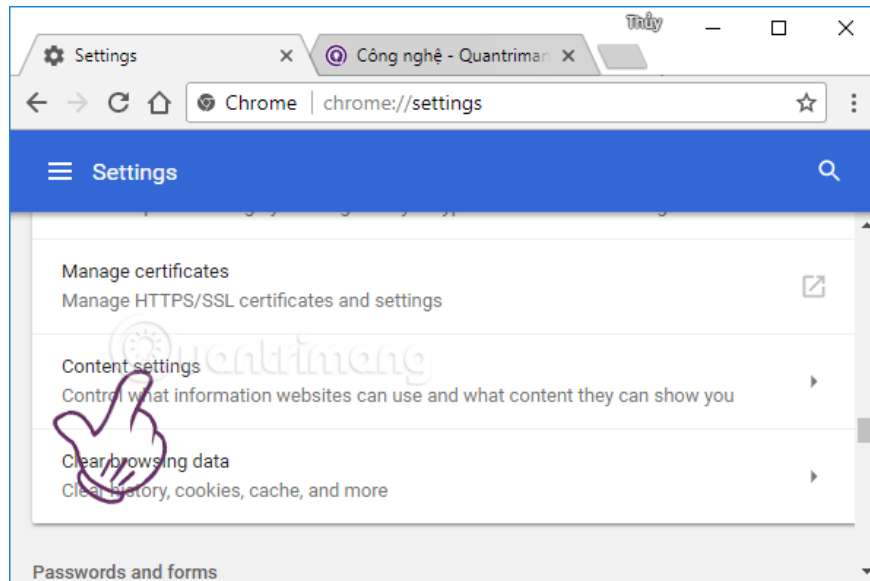 Thủy
Settings
Công nghệ - Quantriman
Chrome
chrome://settings
Settings
Manage certificates
Manage HTTPS/SSL certificates and settings
Quantrimang
Content settings
Control what information websites can use and what content they can show you
Clear browsing data
Clear history, cookies, cache, and more
Passwords and forms